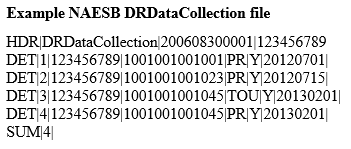 Example NAESB DRDataCollection file
HDR|DRDataCollection|200608300001|123456789
DET|1|123456789|1001001001001|PR|Y|20120701|
DET|2|123456789|1001001001023|PR|Y|20120715|
DET|3|123456789|1001001001045|TOU|Y|20130201|
DET|4|123456789|1001001001045|PR|Y|20130201|
SUM|4|